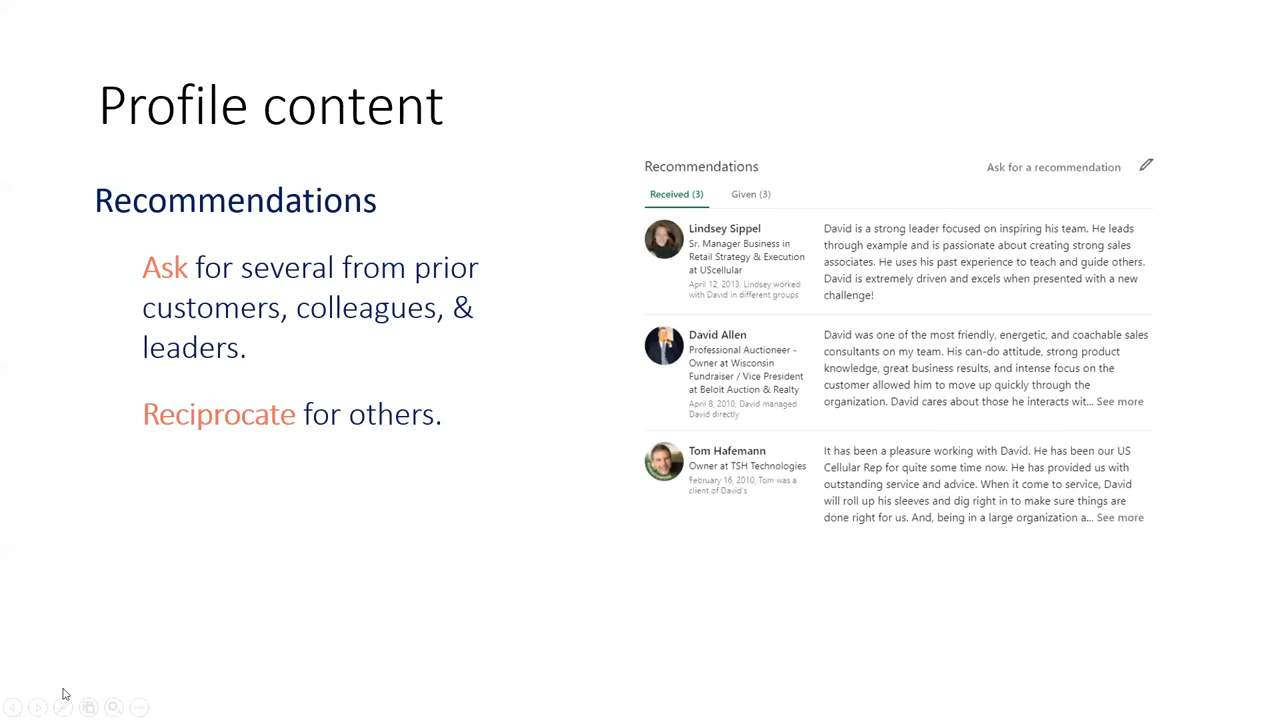 Profile content
Recommendations
Ask for several from prior
customers, colleagues, &
leaders.
Reciprocate for others.
Recommendations
Ask for a recommendation
Received (3)
Given (3)
Lindsey Sippel
Sr. Manager Business in
Retail Strategy & Execution
at UScellular
April 12, 2013, Lindsey worked
with David in different groups
David is a strong leader focused on inspiring his team. He leads
through example and is passionate about creating strong sales
associates. He uses his past experience to teach and guide others.
David is extremely driven and excels when presented with a new
challenge!
David Allen
Professional Auctioneer -
Owner at Wisconsin
Fundraiser / Vice President
at Beloit Auction & Realty
April 8, 2010, David managed
David directly
David was one of the most friendly, energetic, and coachable sales
consultants on my team. His can-do attitude, strong product
knowledge, great business results, and intense focus on the
customer allowed him to move up quickly through the
organization. David cares about those he interacts wit... See more
Tom Hafemann
Owner at TSH Technologies
February 16, 2010, Tom was a
client of David's
It has been a pleasure working with David. He has been our US
Cellular Rep for quite some time now. He has provided us with
outstanding service and advice. When it come to service, David
will roll up his sleeves and dig right in to make sure things are
done right for us. And, being in a large organization a... See more